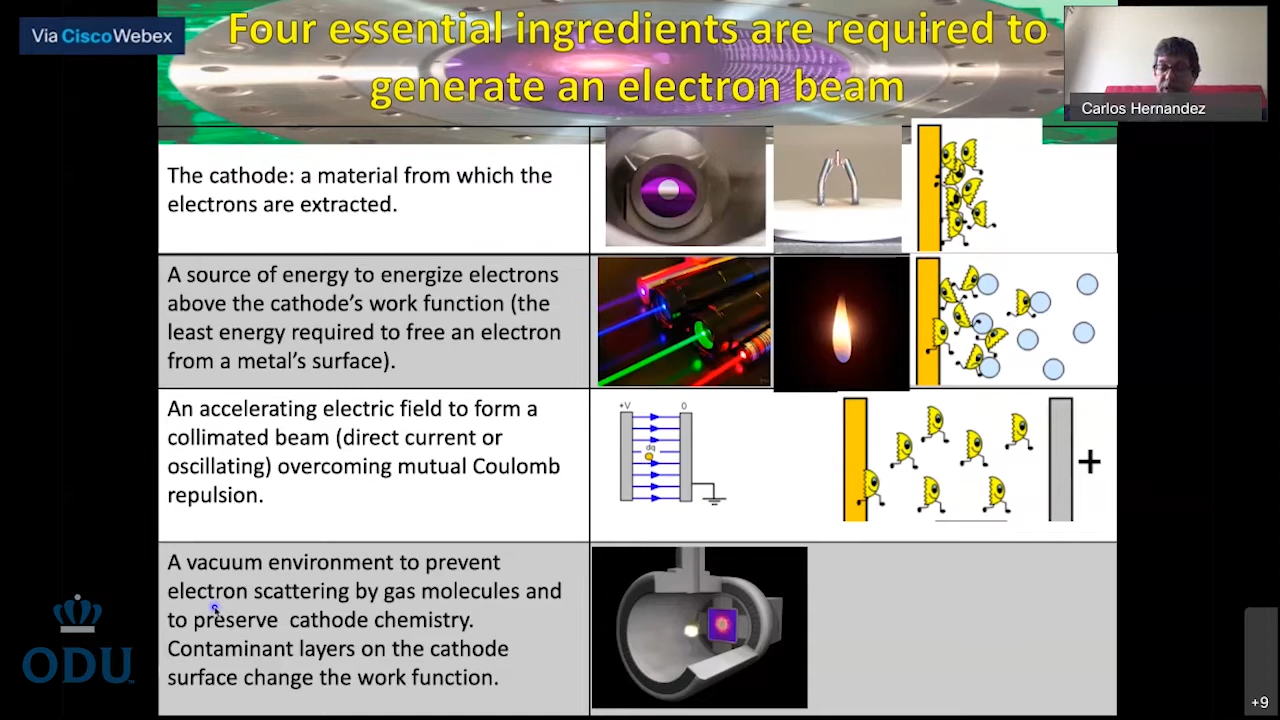 Via CiscoWebex
Four essential ingredients are required to
generate an electron beam
Carlos Hernandez
The cathode: a material from which the
electrons are extracted.
A source of energy to energize electrons
above the cathode's work function (the
least energy required to free an electron
from a metal's surface).
An accelerating electric field to form a
collimated beam (direct current or
oscillating) overcoming mutual Coulomb
repulsion.
+V
0
dq
+
A vacuum environment to prevent
electron scattering by gas molecules and
to preserve cathode chemistry.
Contaminant layers on the cathode
surface change the work function.
ODU
+9